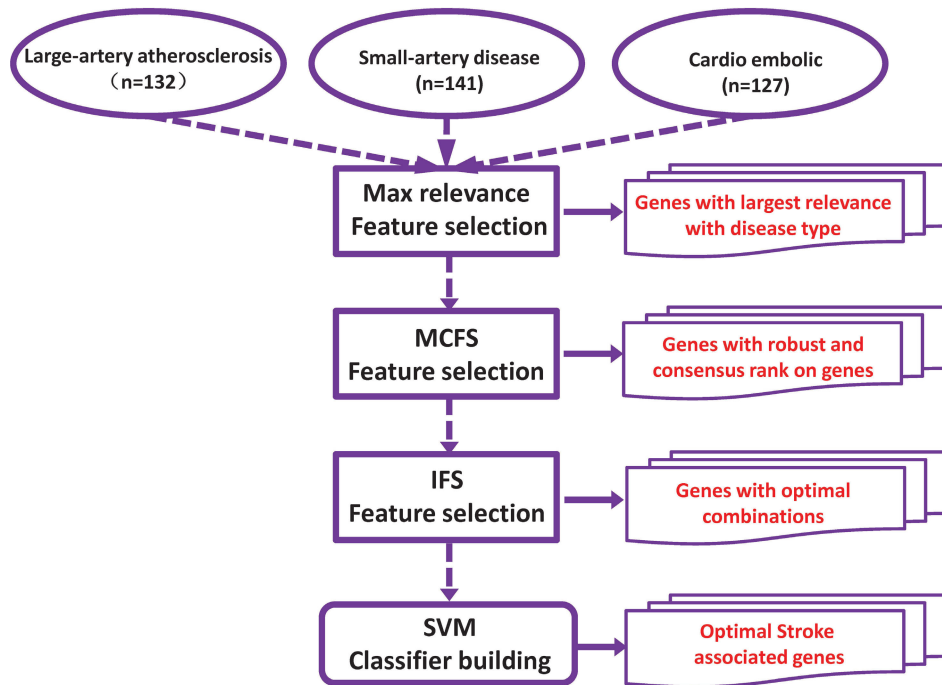 Large-artery atherosclerosis
（n=132）
Small-artery disease
(n=141)
Cardio embolic
(n=127)
Max relevance
Feature selection
Genes with largest relevance
with disease type
MCFS
Feature selection
Genes with robust and
consensus rank on genes
IFS
Feature selection
Genes with optimal
combinations
SVM
Classifier building
Optimal Stroke
associated genes